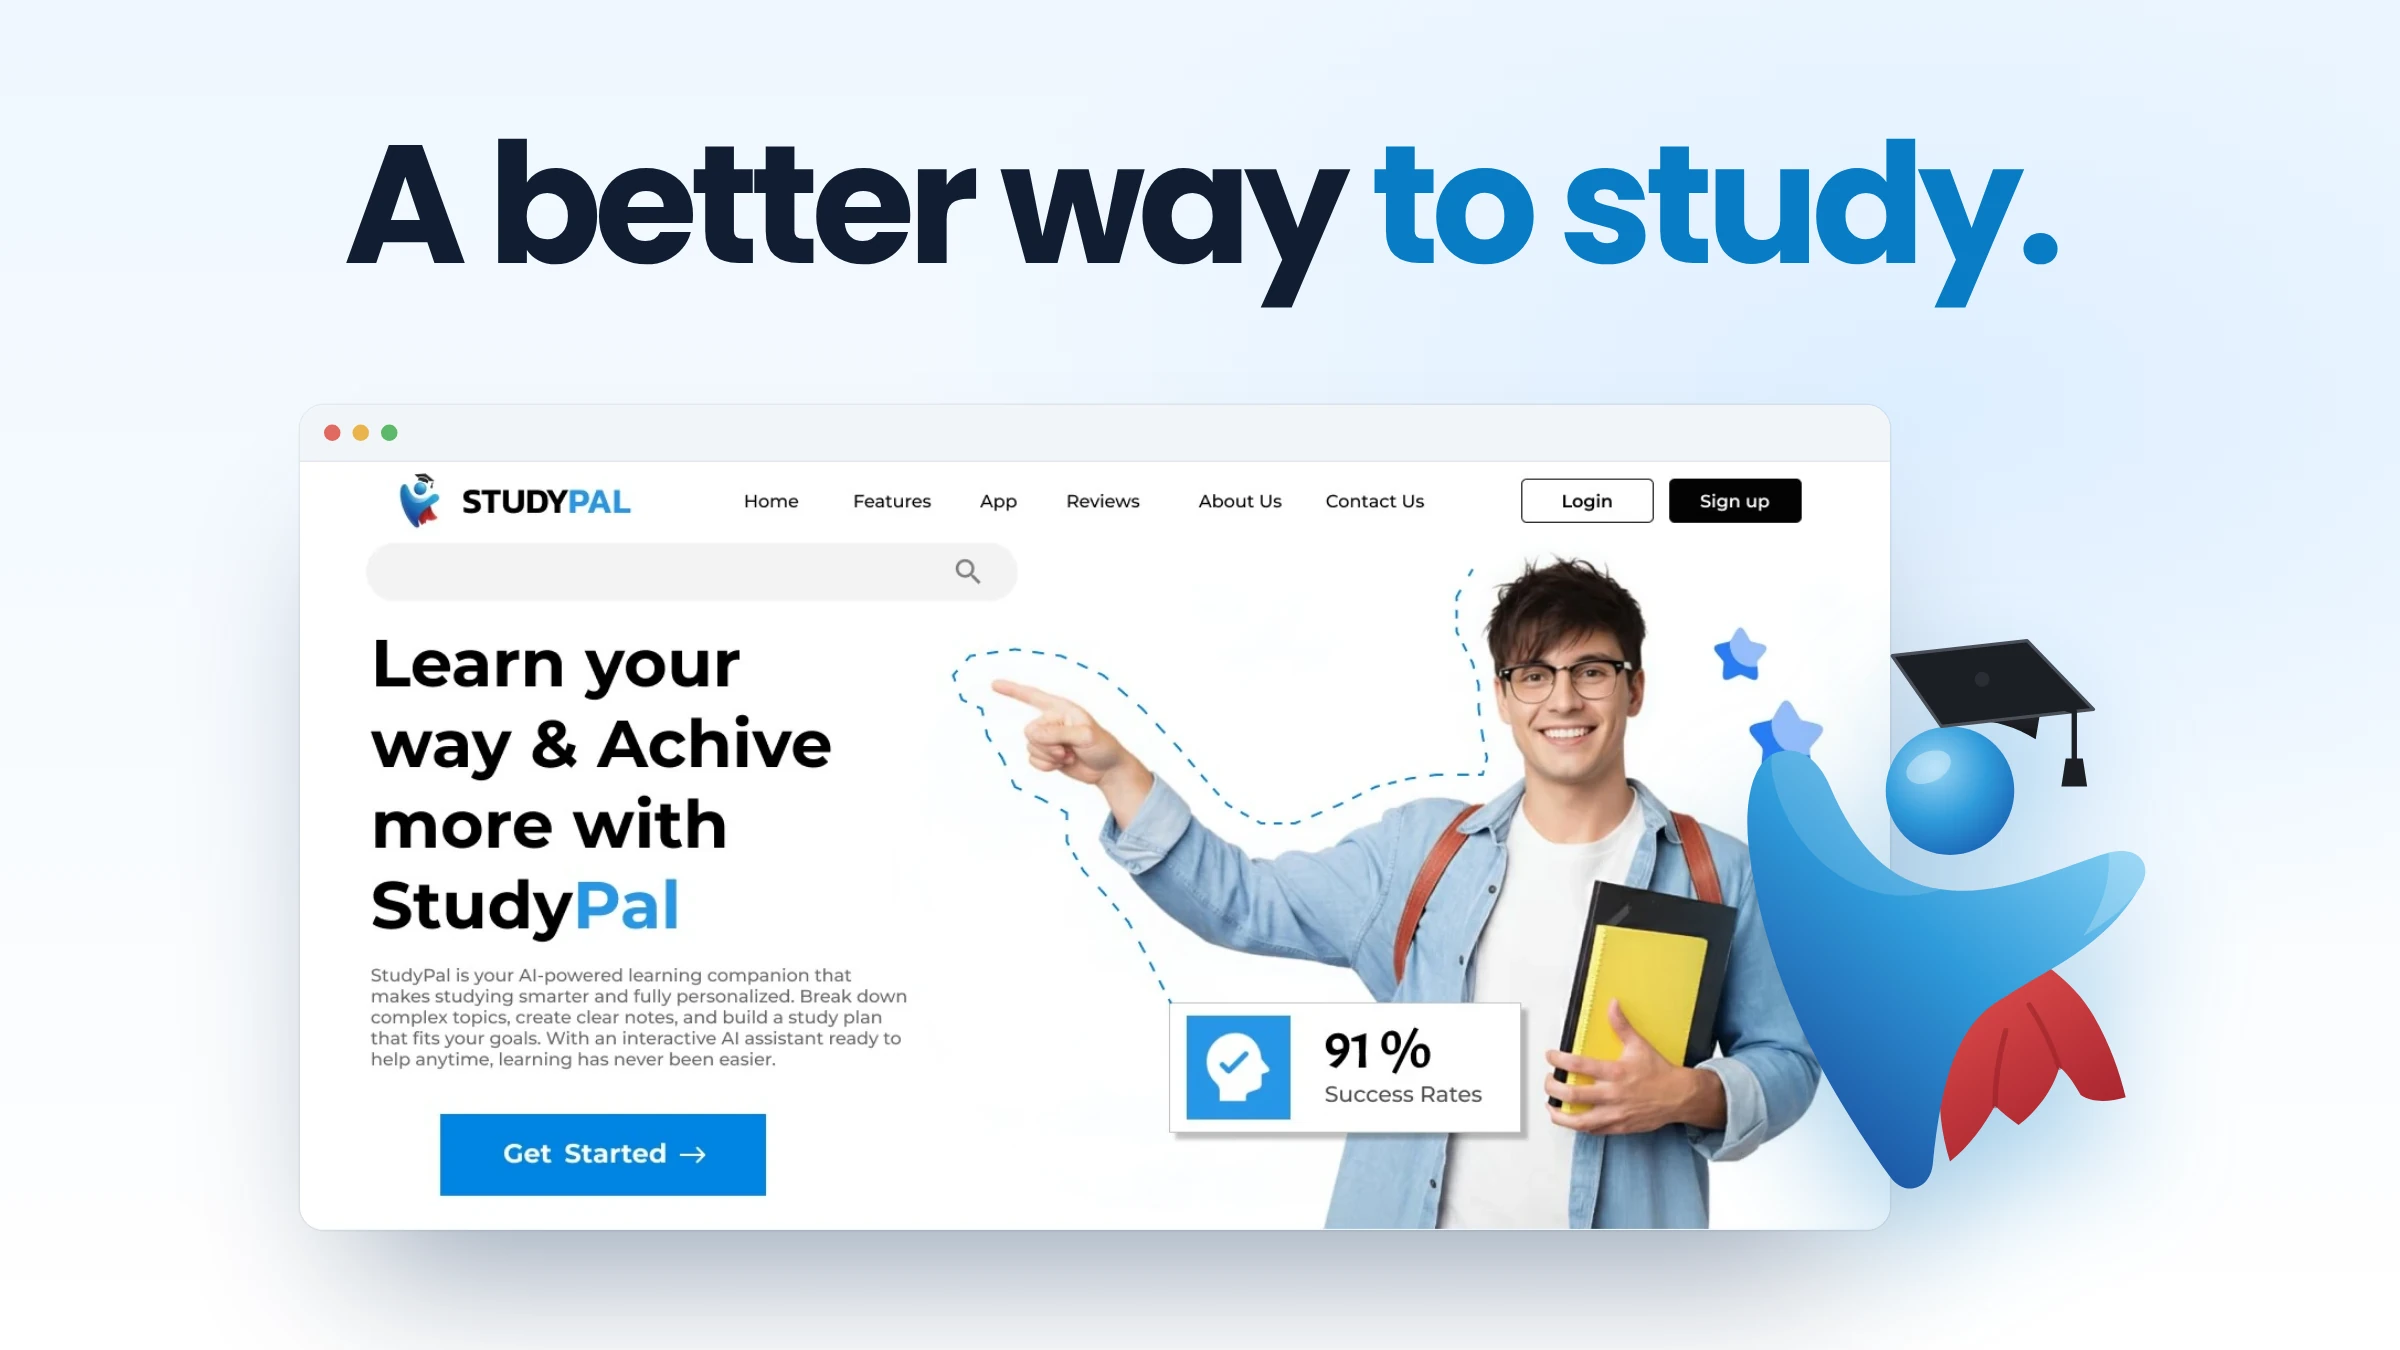 A better way to study.
STUDYPAL
Home
Features
App
Reviews
About Us
Contact Us
Login
Sign up
Learn your
way & Achive
more with
StudyPal
StudyPal is your AI-powered learning companion that
makes studying smarter and fully personalized. Break down
complex topics, create clear notes, and build a study plan
that fits your goals. With an interactive AI assistant ready to
help anytime, learning has never been easier.
Get Started →
91 %
Success Rates